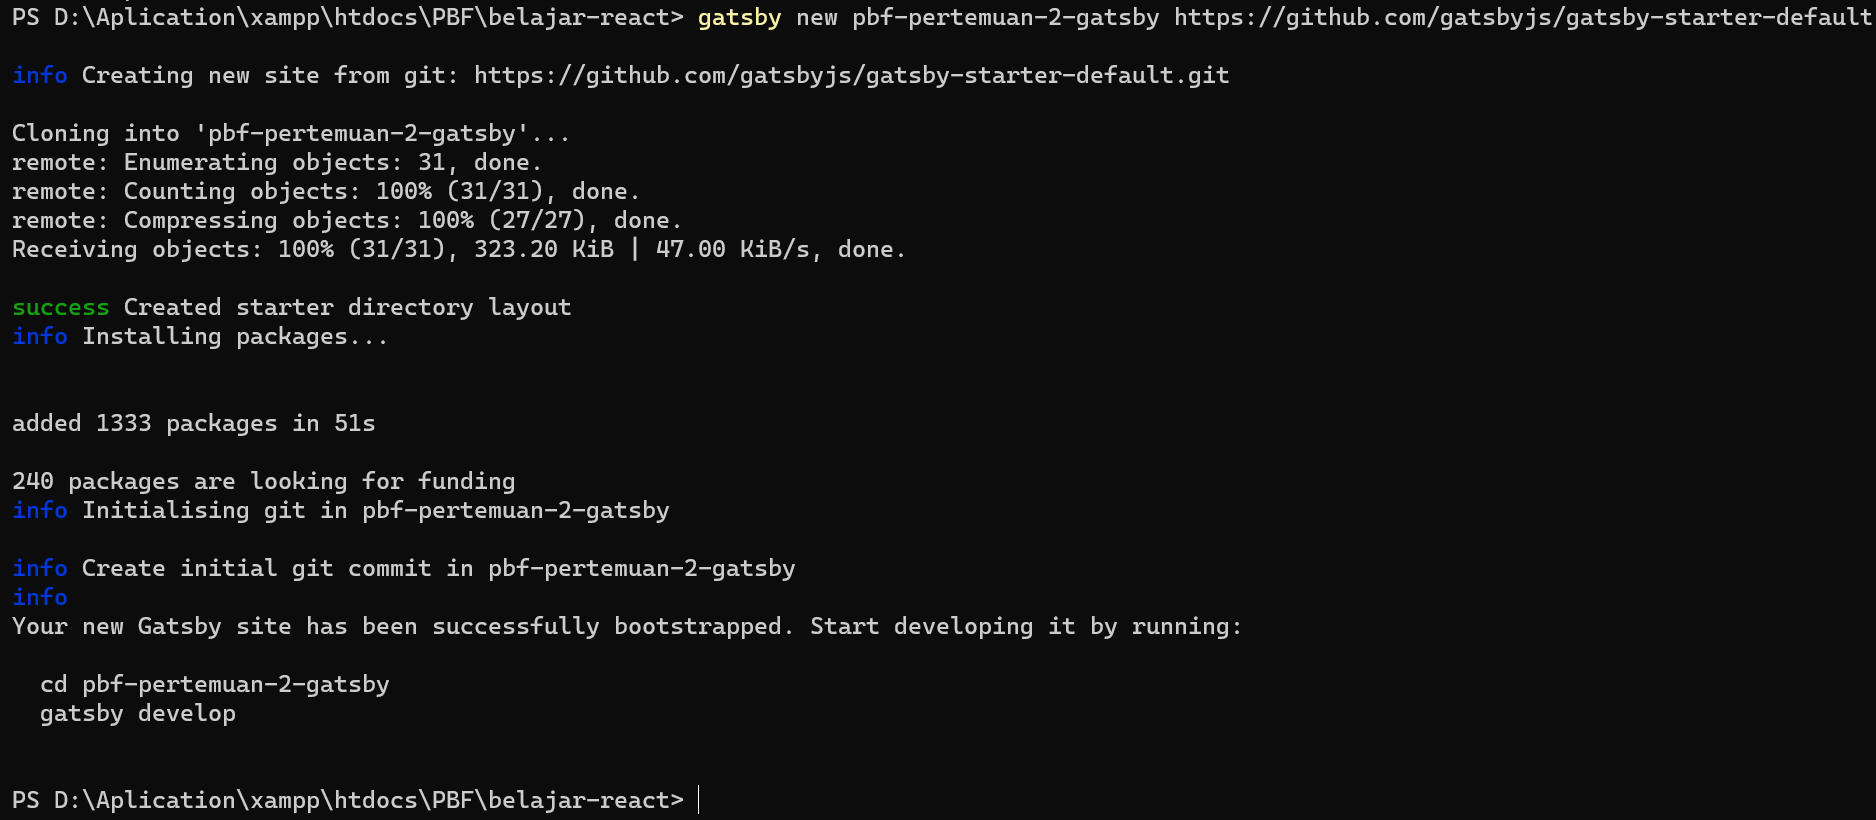 PS D:\Aplication\xampp\htdocs\PBF\belajar-react> gatsby new pbf-pertemuan-2-gatsby https://github.com/gatsbyjs/gatsby-starter-default
info Creating new site from git: https://github.com/gatsbyjs/gatsby-starter-default.git
Cloning into 'pbf-pertemuan-2-gatsby'...
remote: Enumerating objects: 31, done.
remote: Counting objects: 100% (31/31), done.
remote: Compressing objects: 100% (27/27), done.
Receiving objects: 100% (31/31), 323.20 KiB | 47.00 KiB/s, done.
success Created starter directory layout
info Installing packages...
added 1333 packages in 51s
240 packages are looking for funding
info Initialising git in pbf-pertemuan-2-gatsby
info Create initial git commit in pbf-pertemuan-2-gatsby
info
Your new Gatsby site has been successfully bootstrapped. Start developing it by running:
cd pbf-pertemuan-2-gatsby
gatsby develop
PS D:\Aplication\xampp\htdocs\PBF\belajar-react>